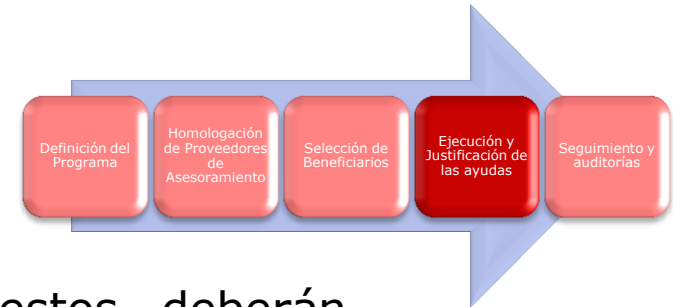 Definición del
Programa
Homologación
de Proveedores
de
Asesoramiento
Selección de
Beneficiarios
Ejecución y
Justificación de
las ayudas
Seguimiento y
auditorías
estos deberán